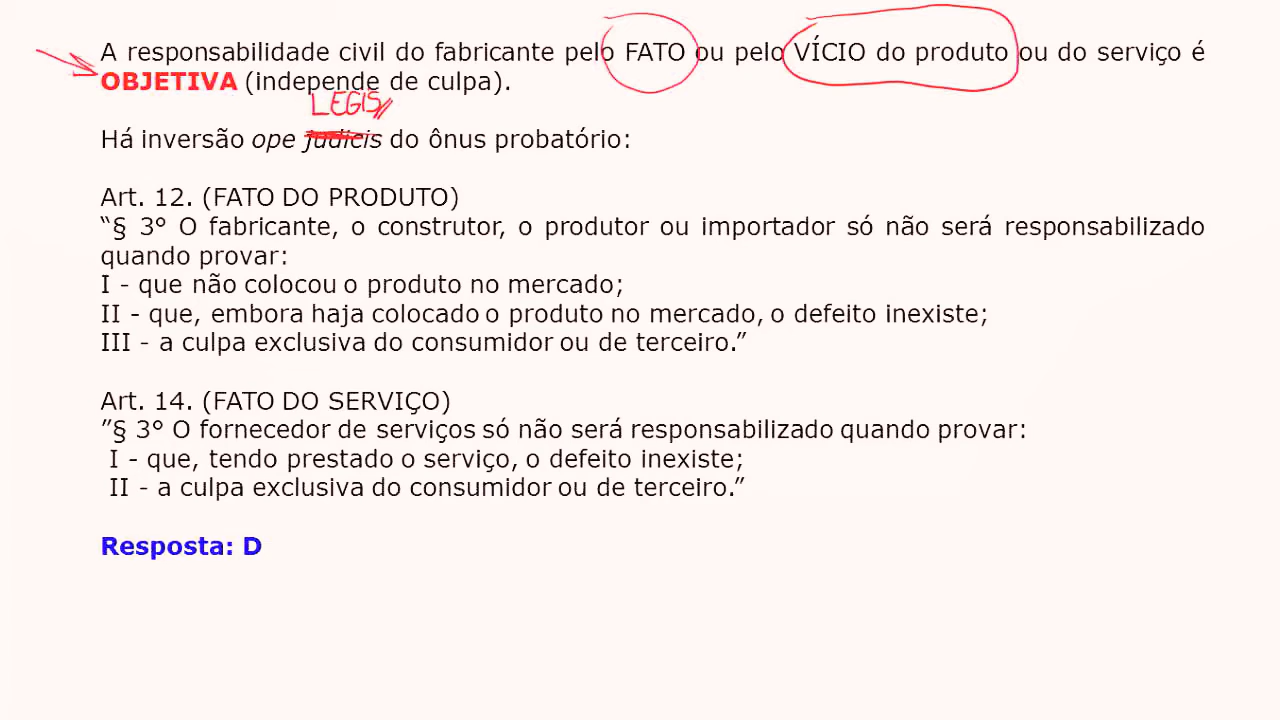 A responsabilidade civil do fabricante pelo FATO ou pelo VÍCIO do produto ou do serviço é
OBJETIVA (independe de culpa).
LEGIS
Há inversão ope judicis do ônus probatório:
Art. 12. (FATO DO PRODUTO)
“§ 3° O fabricante, o construtor, o produtor ou importador só não será responsabilizado
quando provar:
I - que não colocou o produto no mercado;
II - que, embora haja colocado o produto no mercado, o defeito inexiste;
III - a culpa exclusiva do consumidor ou de terceiro.”
Art. 14. (FATO DO SERVIÇO)
”§ 3° O fornecedor de serviços só não será responsabilizado quando provar:
I - que, tendo prestado o serviço, o defeito inexiste;
II - a culpa exclusiva do consumidor ou de terceiro.”
Resposta: D